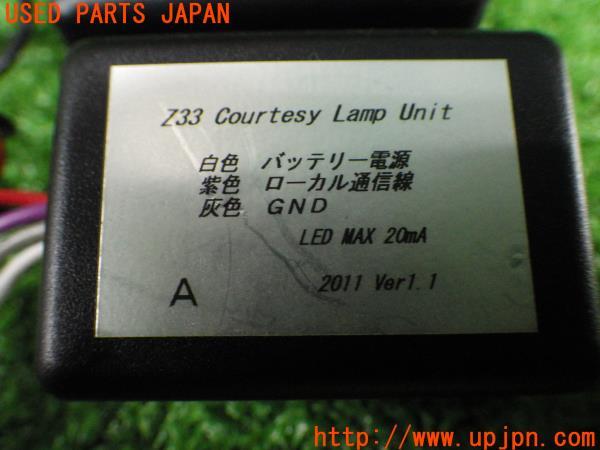 USED PARTS JAPAN
Z33 Courtesy Lamp Unit
白色 バッテリー電源
紫色 ローカル通信線
灰色 GND
LED MAX 20mA
A 2011 Ver1.1
http://www.upjpn.com/